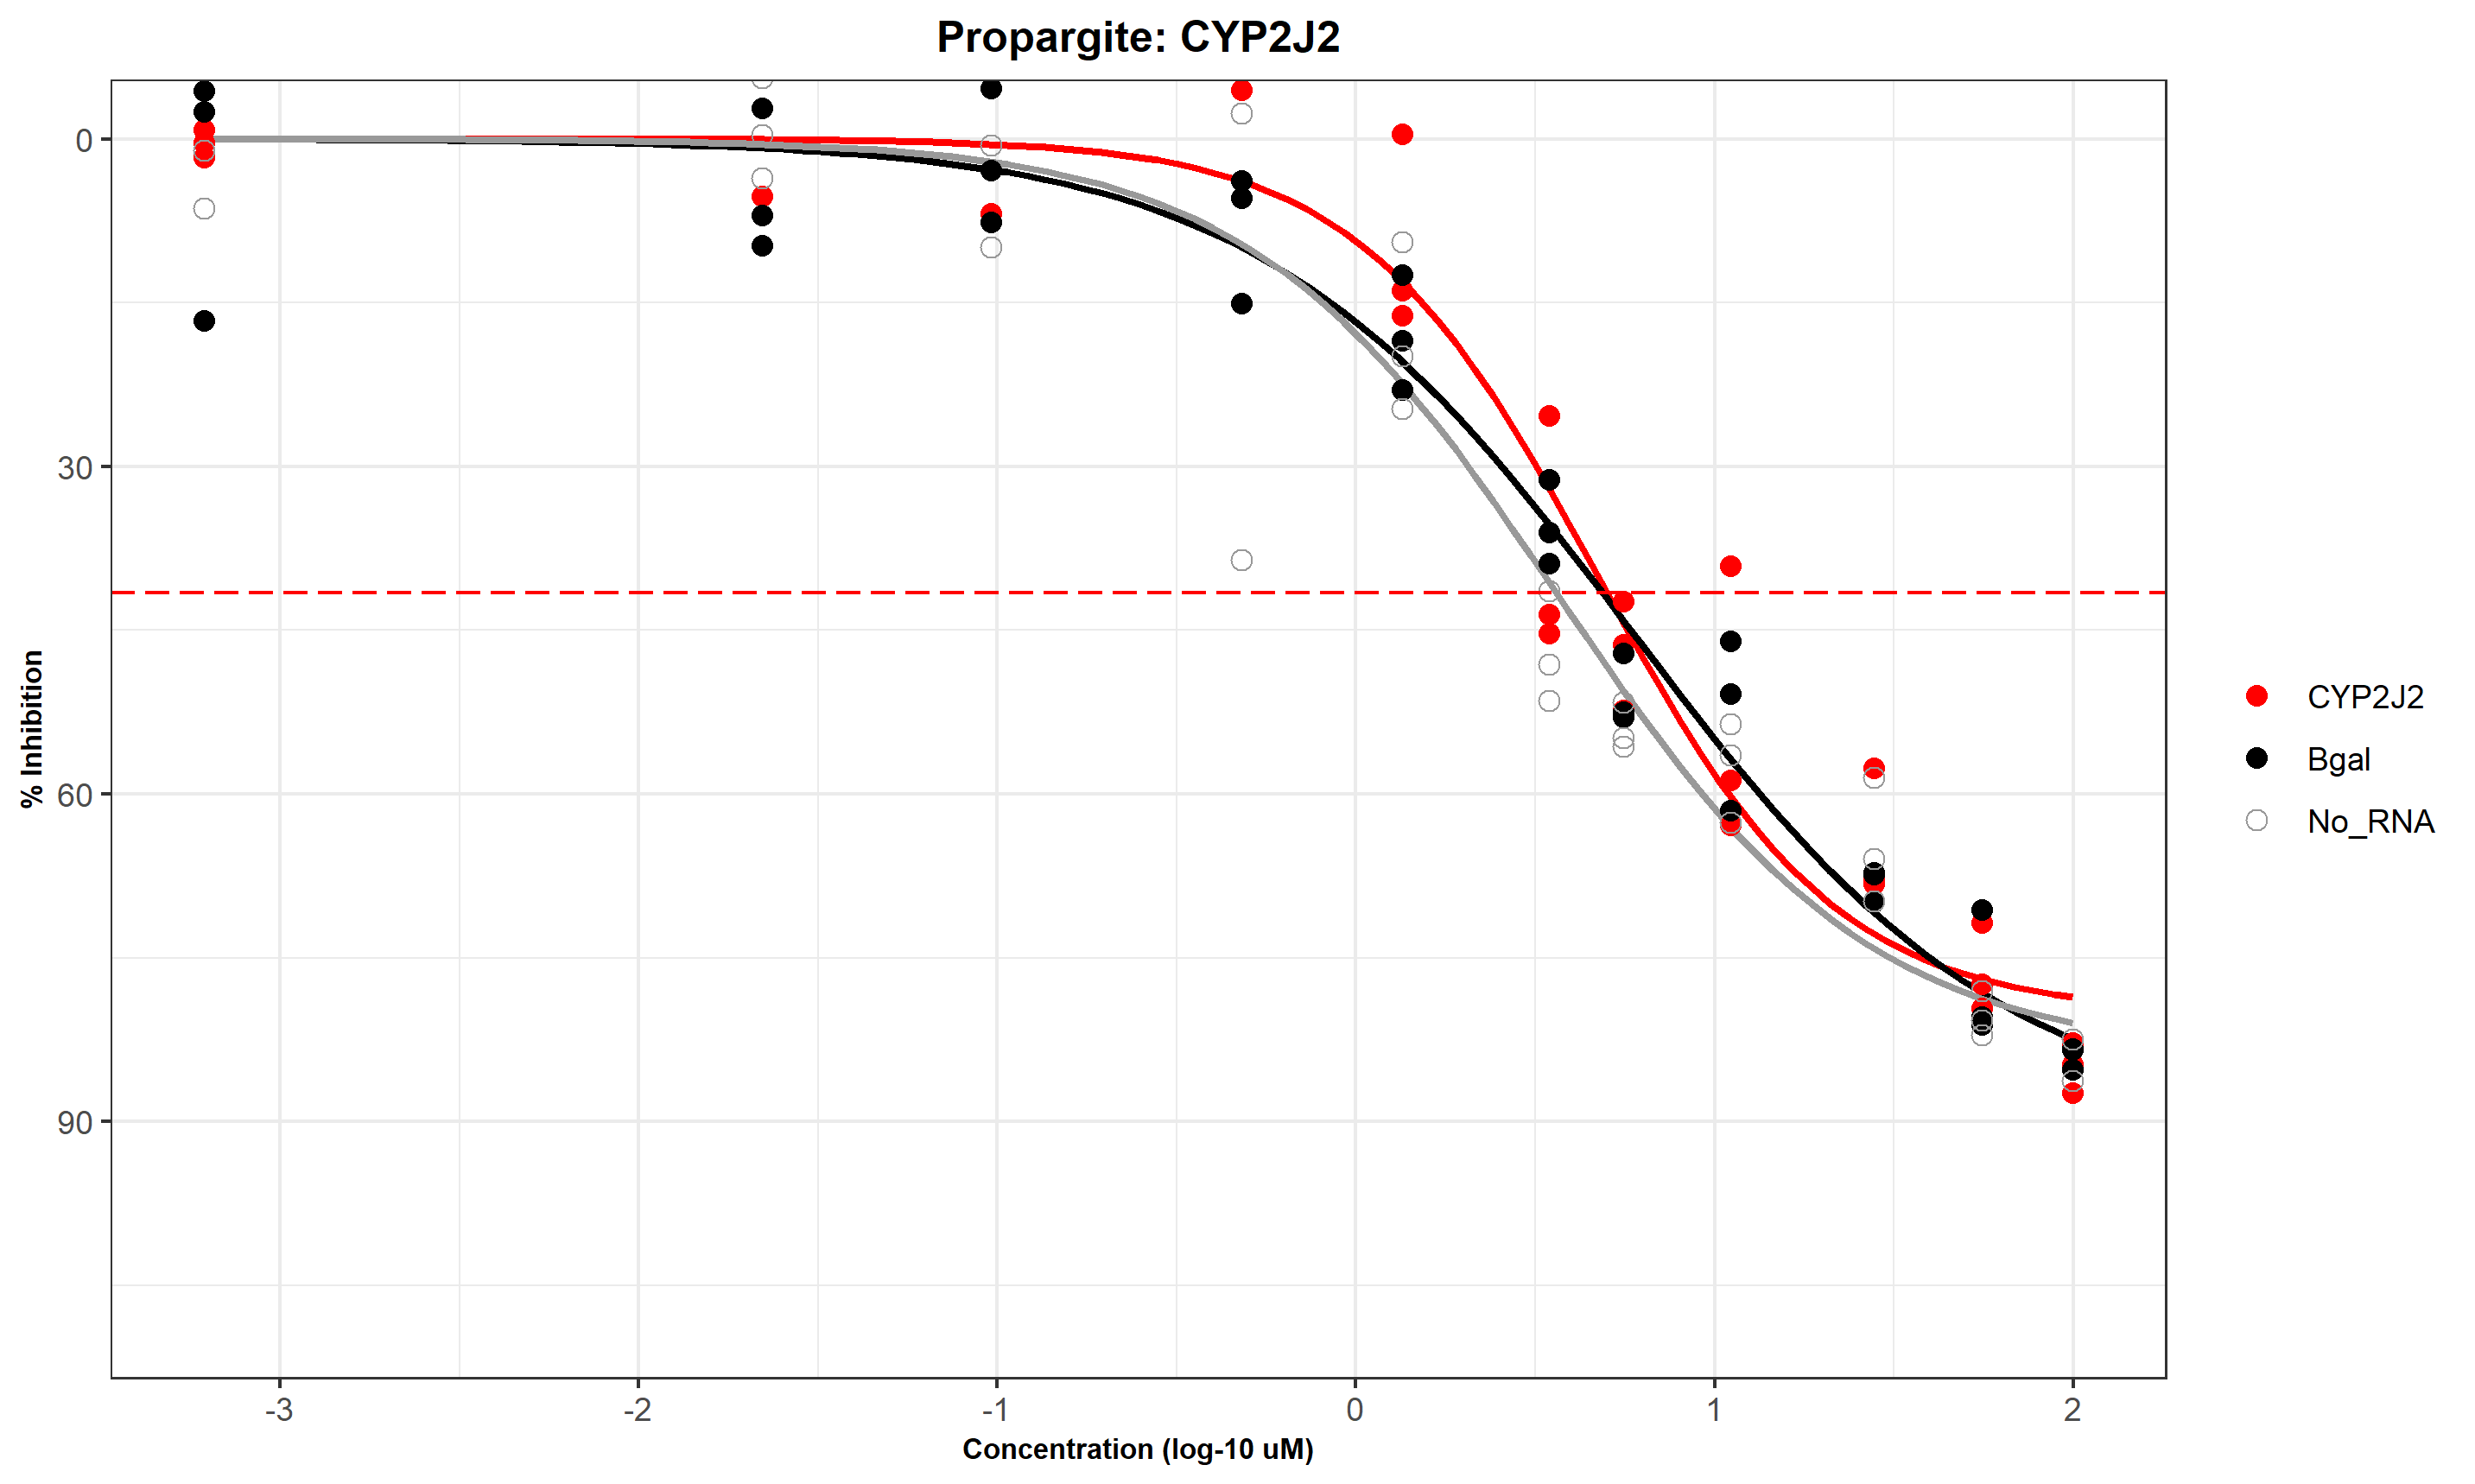 Propargite: CYP2J2
% Inhibition
0
30
60
90
-3
-2
-1
0
1
2
Concentration (log-10 uM)
CYP2J2
Bgal
No_RNA